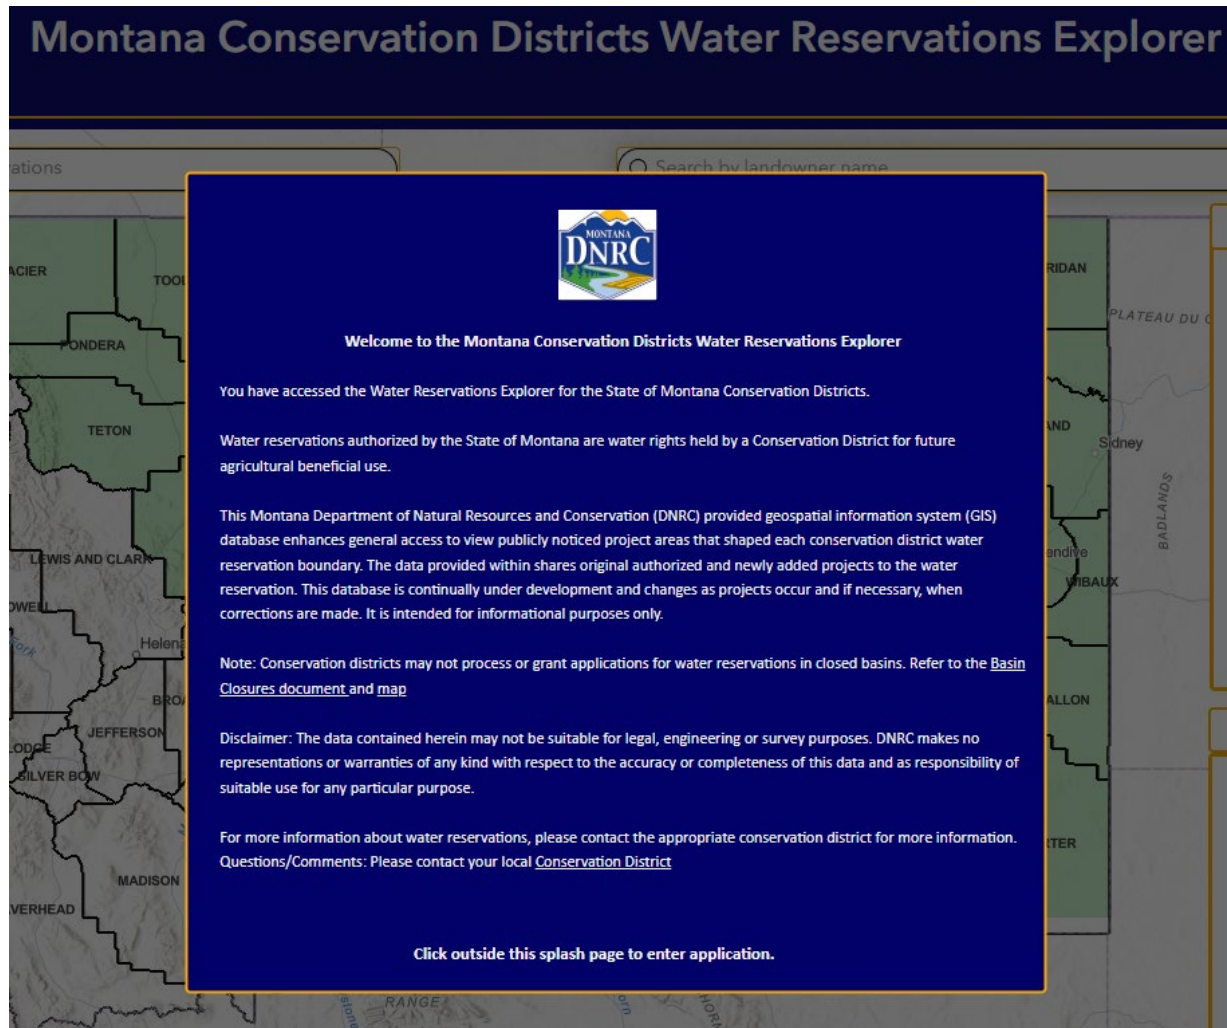 Montana Conservation Districts Water Reservations Explorer
ations
Search by landowner name
MONTANA
DNRC
Welcome to the Montana Conservation Districts Water Reservations Explorer
You have accessed the Water Reservations Explorer for the State of Montana Conservation Districts.
Water reservations authorized by the State of Montana are water rights held by a Conservation District for future
agricultural beneficial use.
This Montana Department of Natural Resources and Conservation (DNRC) provided geospatial information system (GIS)
database enhances general access to view publicly noticed project areas that shaped each conservation district water
reservation boundary. The data provided within shares original authorized and newly added projects to the water
reservation. This database is continually under development and changes as projects occur and if necessary, when
corrections are made. It is intended for informational purposes only.
Note: Conservation districts may not process or grant applications for water reservations in closed basins. Refer to the Basin
Closures document and map
Disclaimer: The data contained herein may not be suitable for legal, engineering or survey purposes. DNRC makes no
representations or warranties of any kind with respect to the accuracy or completeness of this data and as responsibility of
suitable use for any particular purpose.
For more information about water reservations, please contact the appropriate conservation district for more information.
Questions/Comments: Please contact your local Conservation District
Click outside this splash page to enter application.
ACIER
TOOL
PONDERA
TETON
LEWIS AND CLARK
OWELL
Fork
Helena
BROA
JEFFERSON
LODGE
SILVER BOW
MADISON
VERHEAD
RIDAN
PLATEAU DU C
AND
Sidney
BADLANDS
endive
WIBAUX
ALLON
RTER
RANGE
stone
orn
HORN